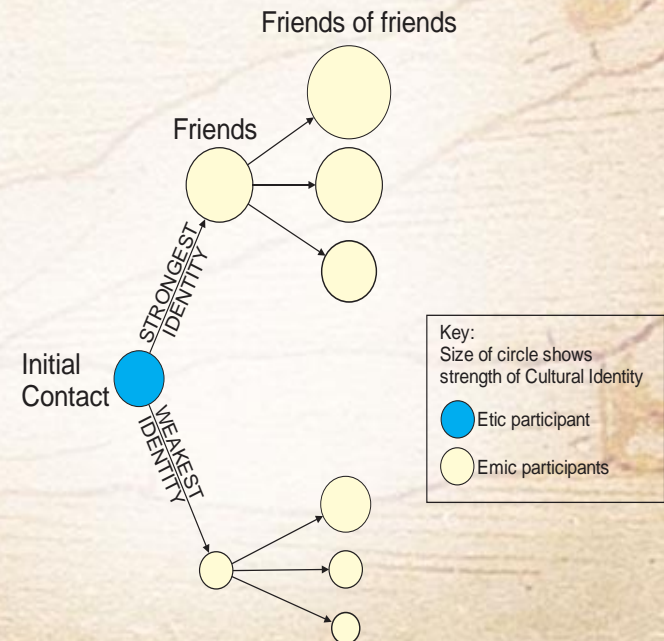 Friends of friends
Friends
STRONGEST
IDENTITY
Initial
Contact
WEAKEST
IDENTITY
Key:
Size of circle shows
strength of Cultural Identity
Etic participant
Emic participants